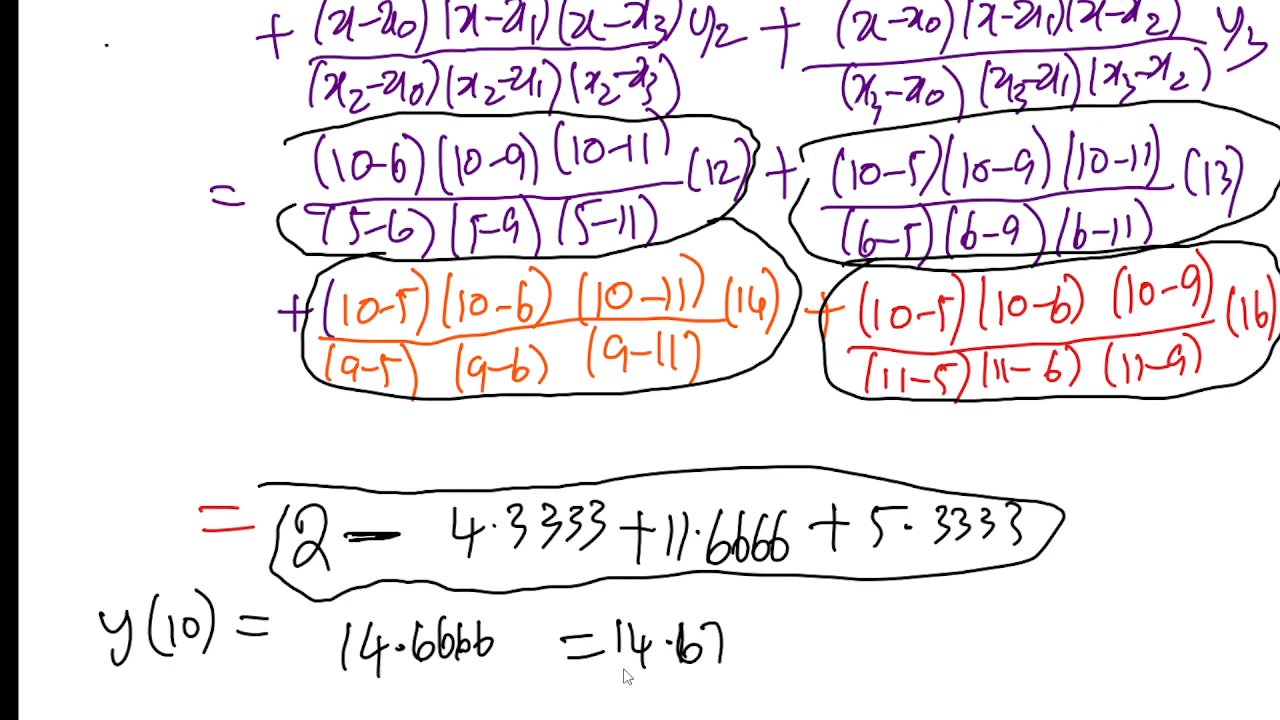 + (x-x0)(x-x1)(x-x3) y2 + (x-x0)(x-x1)(x-x2) y3
(x2-x0)(x2-x1)(x2-x3) (x3-x0)(x3-x1)(x3-x2)
= (10-6)(10-9)(10-11) (12) + (10-5)(10-9)(10-11) (13)
(5-6)(5-9)(5-11) (6-5)(6-9)(6-11)
+ (10-5)(10-6)(10-11) (14) + (10-5)(10-6)(10-9) (16)
(9-5)(9-6)(9-11) (11-5)(11-6)(11-9)
= 2 - 4.3333 + 11.6666 + 5.3333
y(10) = 14.6666 = 14.67